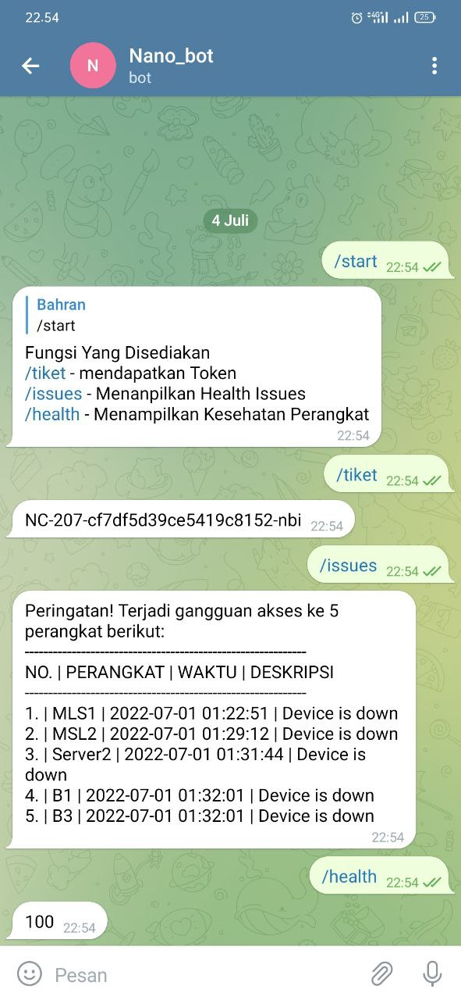 22.54
4G+
25
N
Nano_bot
bot
4 Juli
/start 22:54
Bahran
/start
Fungsi Yang Disediakan
/tiket - mendapatkan Token
/issues - Menanpilkan Health Issues
/health - Menampilkan Kesehatan Perangkat
22:54
/tiket 22:54
NC-207-cf7df5d39ce5419c8152-nbi 22:54
/issues 22:54
Peringatan! Terjadi gangguan akses ke 5
perangkat berikut:
------------------------------------------------------------
NO. | PERANGKAT | WAKTU | DESKRIPSI
------------------------------------------------------------
1. | MLS1 | 2022-07-01 01:22:51 | Device is down
2. | MSL2 | 2022-07-01 01:29:12 | Device is down
3. | Server2 | 2022-07-01 01:31:44 | Device is
down
4. | B1 | 2022-07-01 01:32:01 | Device is down
5. | B3 | 2022-07-01 01:32:01 | Device is down
22:54
/health 22:54
100 22:54
Pesan